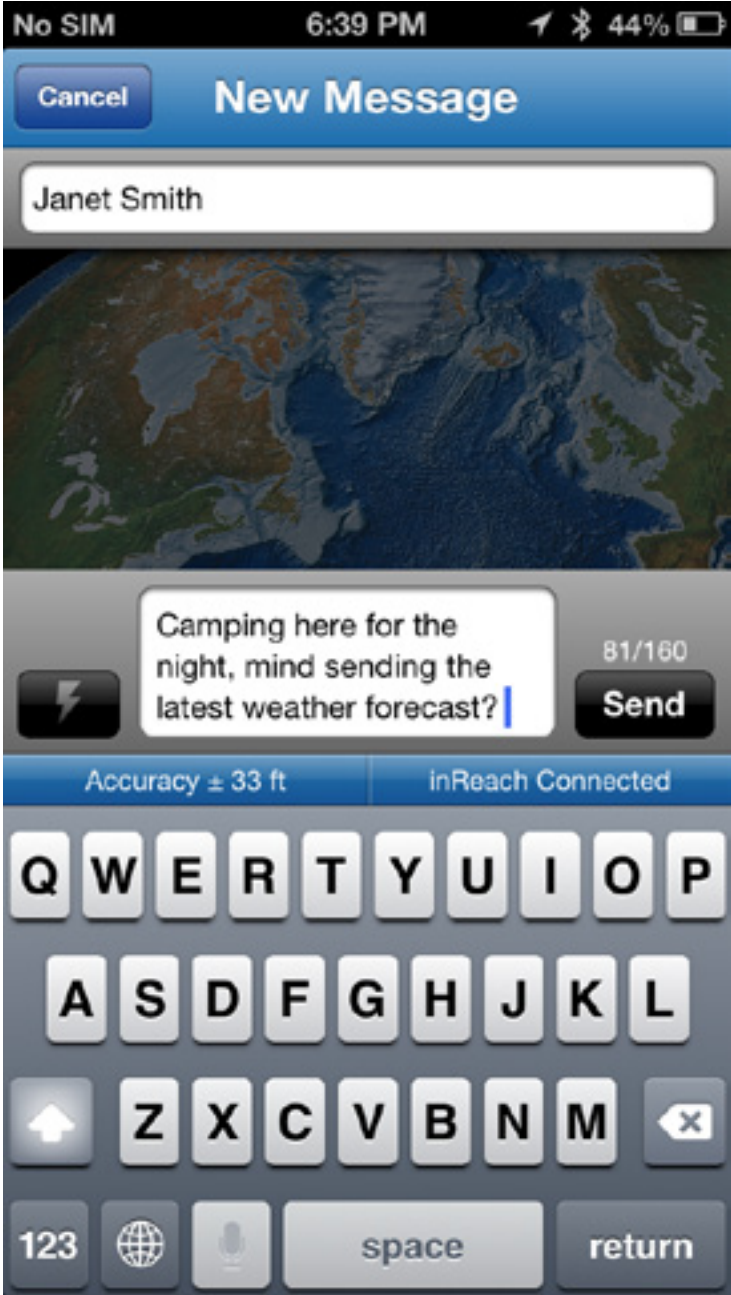 No SIM 6:39 PM 44%
Cancel New Message
Janet Smith
Camping here for the
night, mind sending the
latest weather forecast?
81/160
Send
Accuracy ± 33 ft inReach Connected
Q W E R T Y U I O P
A S D F G H J K L
Z X C V B N M
123 space return